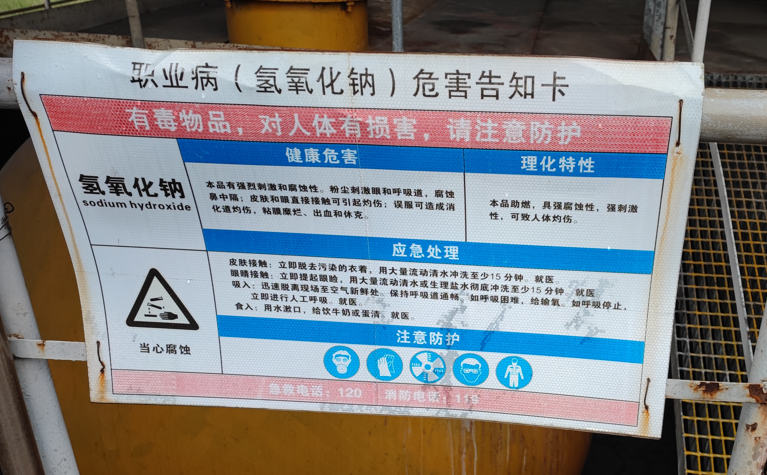 职业病（氢氧化钠）危害告知卡
有毒物品，对人体有损害，请注意防护
氢氧化钠
sodium hydroxide
健康危害
本品有强烈刺激和腐蚀性。粉尘刺激眼和呼吸道，腐蚀
鼻中隔；皮肤和眼直接接触可引起灼伤；误服可造成消
化道灼伤，粘膜糜烂、出血和休克。
理化特性
本品助燃，具强腐蚀性，强刺激
性，可致人体灼伤。
应急处理
皮肤接触：立即脱去污染的衣着，用大量流动清水冲洗至少15分钟。就医。
眼睛接触：立即提起眼睑，用大量流动清水或生理盐水彻底冲洗至少15分钟。就医。
吸入：迅速脱离现场至空气新鲜处。保持呼吸道通畅。如呼吸困难，给输氧。如呼吸停止，
立即进行人工呼吸。就医。
食入：用水漱口，给饮牛奶或蛋清。就医。
当心腐蚀
注意防护
急救电话：120 消防电话：119